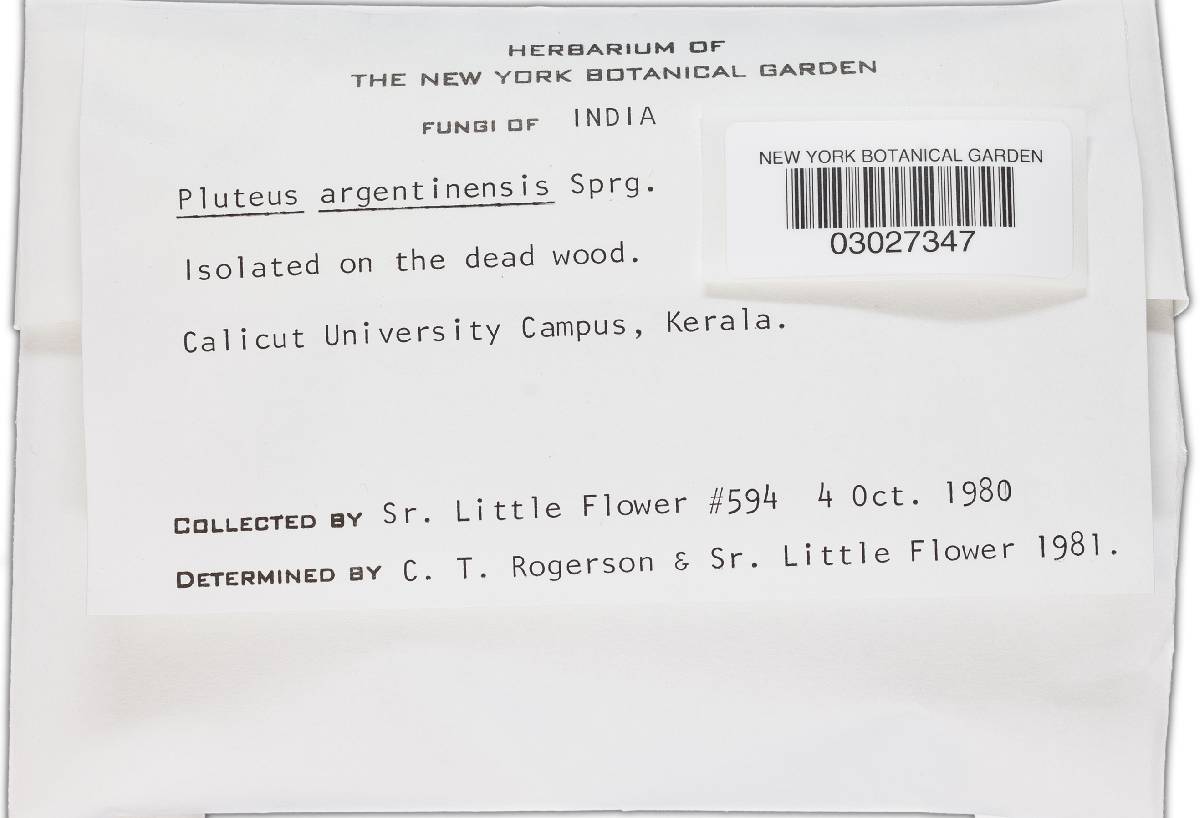 HERBARIUM OF
THE NEW YORK BOTANICAL GARDEN
FUNGI OF INDIA
NEW YORK BOTANICAL GARDEN
03027347
Pluteus argentinensis Sprg.
Isolated on the dead wood.
Calicut University Campus, Kerala.
COLLECTED BY Sr. Little Flower #594 4 Oct. 1980
DETERMINED BY C. T. Rogerson & Sr. Little Flower 1981.